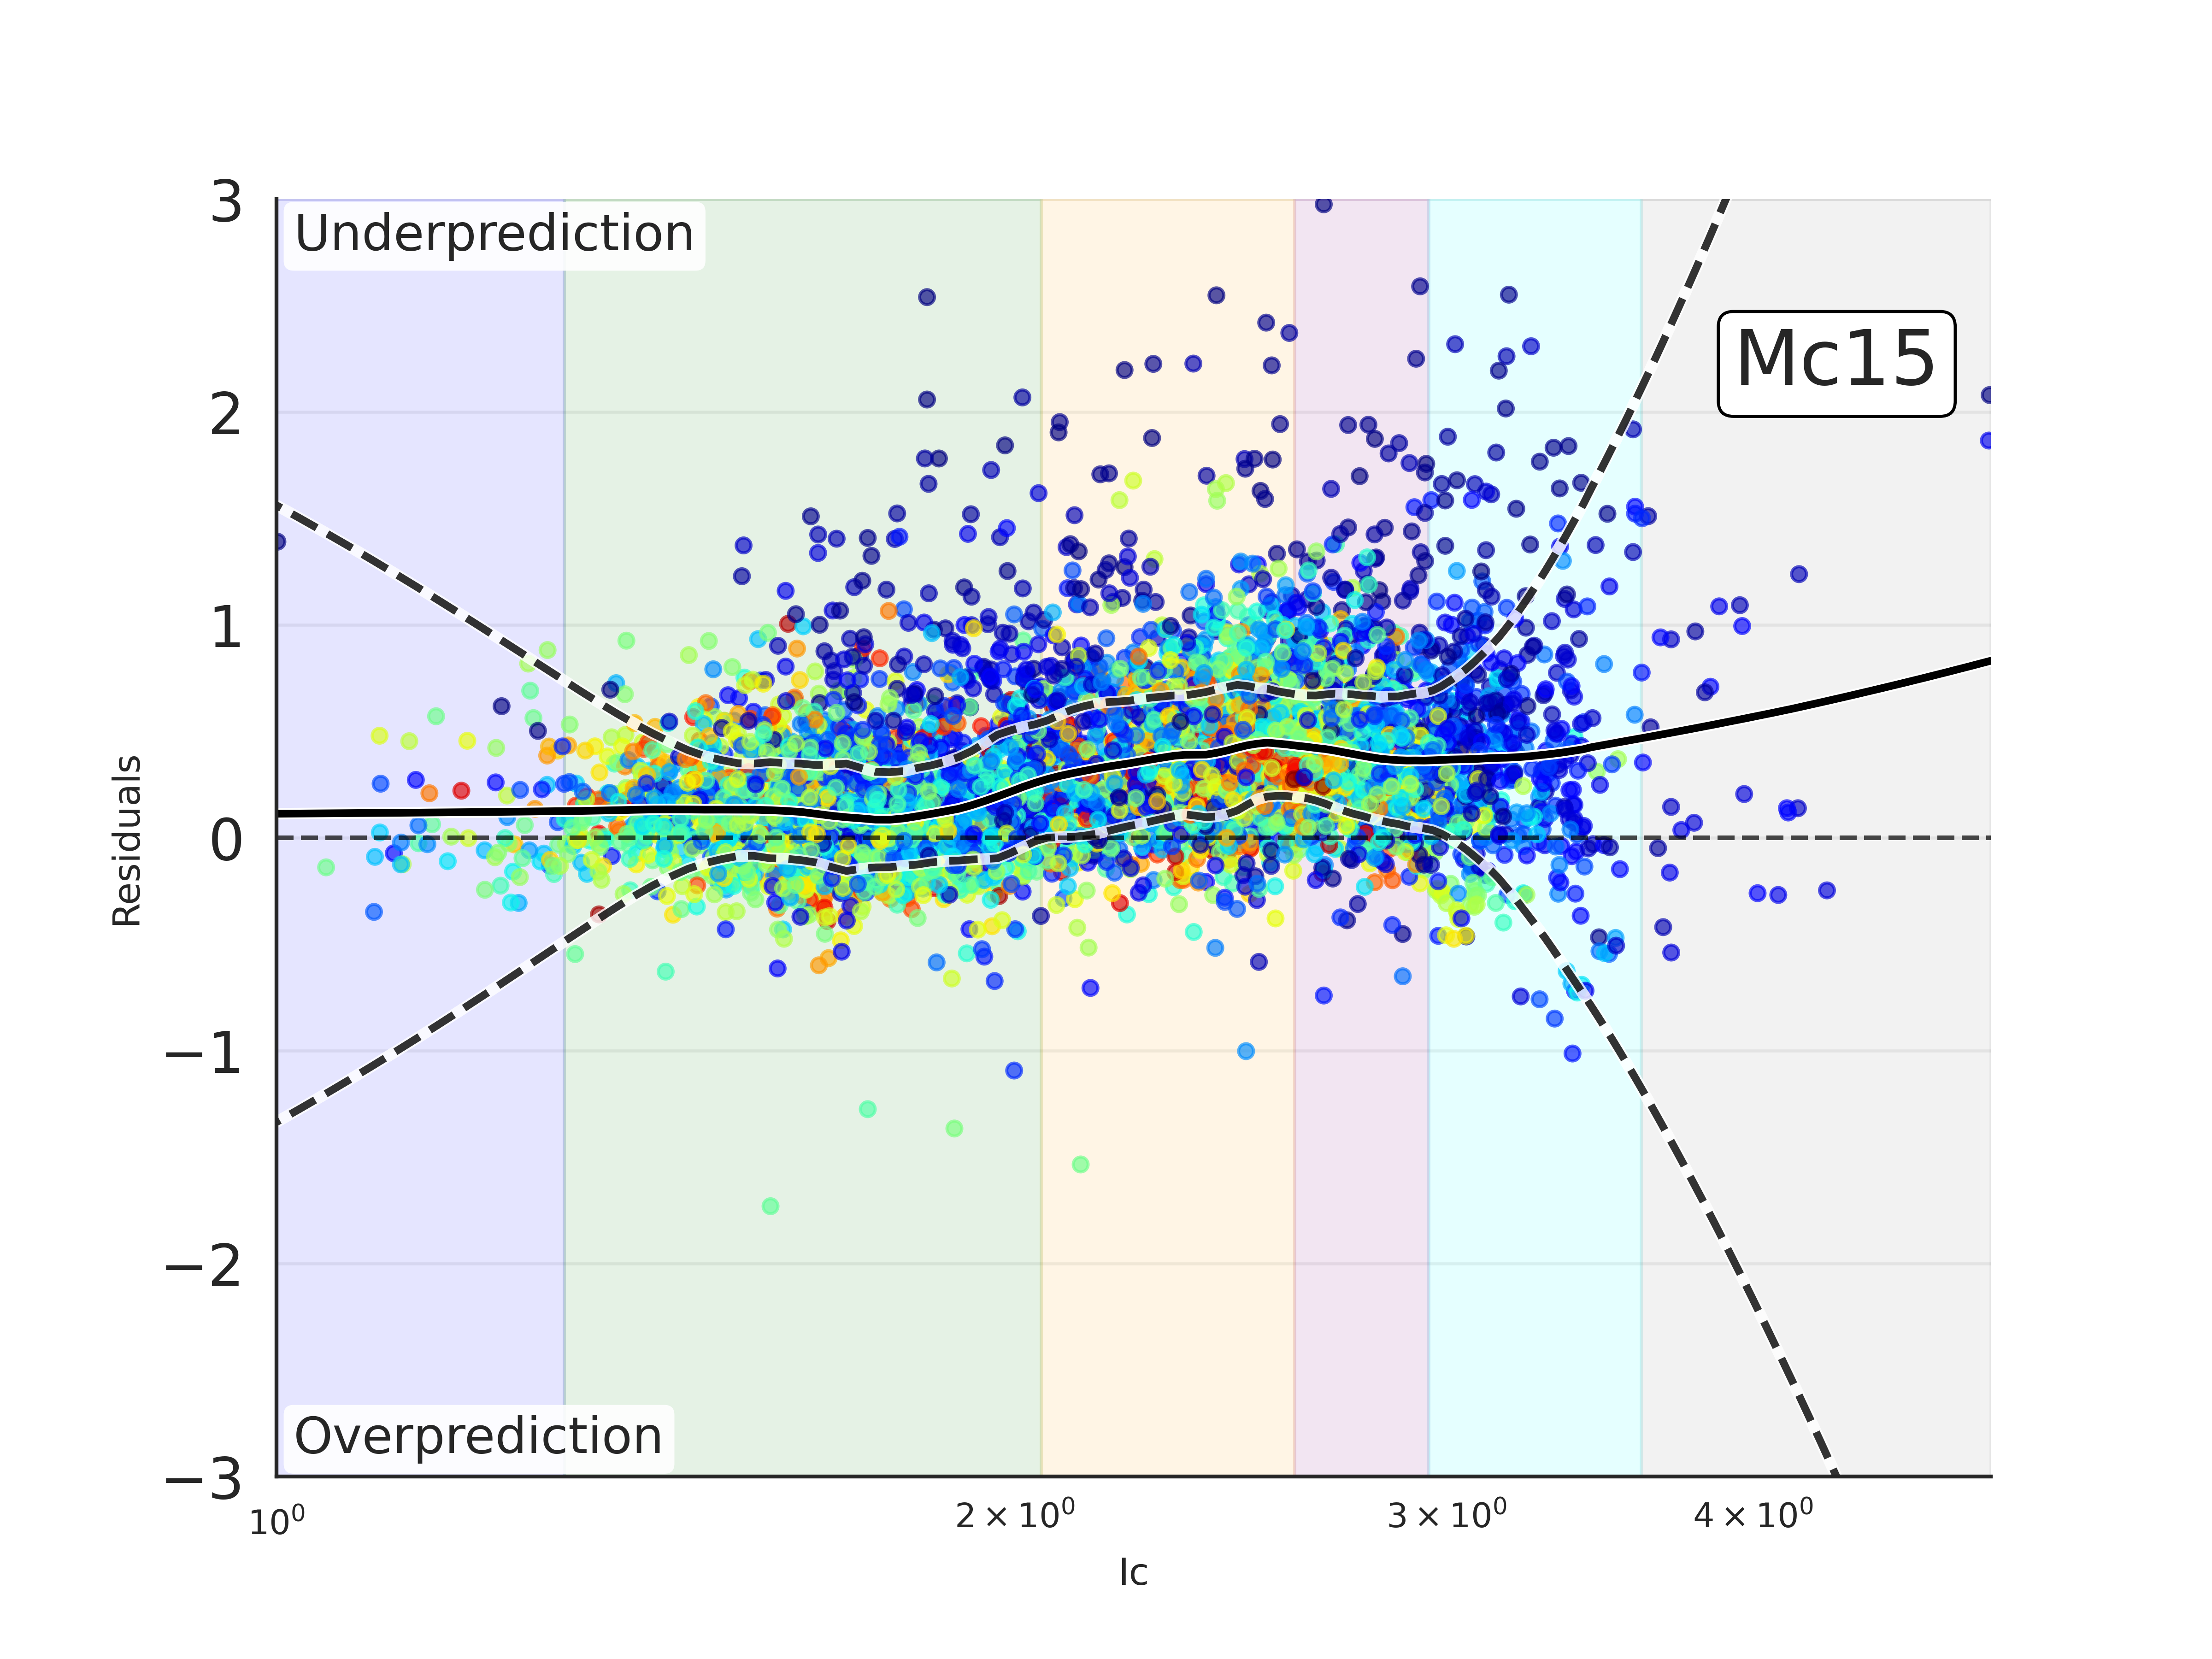 3
Underprediction
Mc15
2
1
Residuals
0
−1
−2
Overprediction
−3
10⁰
2 × 10⁰
3 × 10⁰
4 × 10⁰
Ic